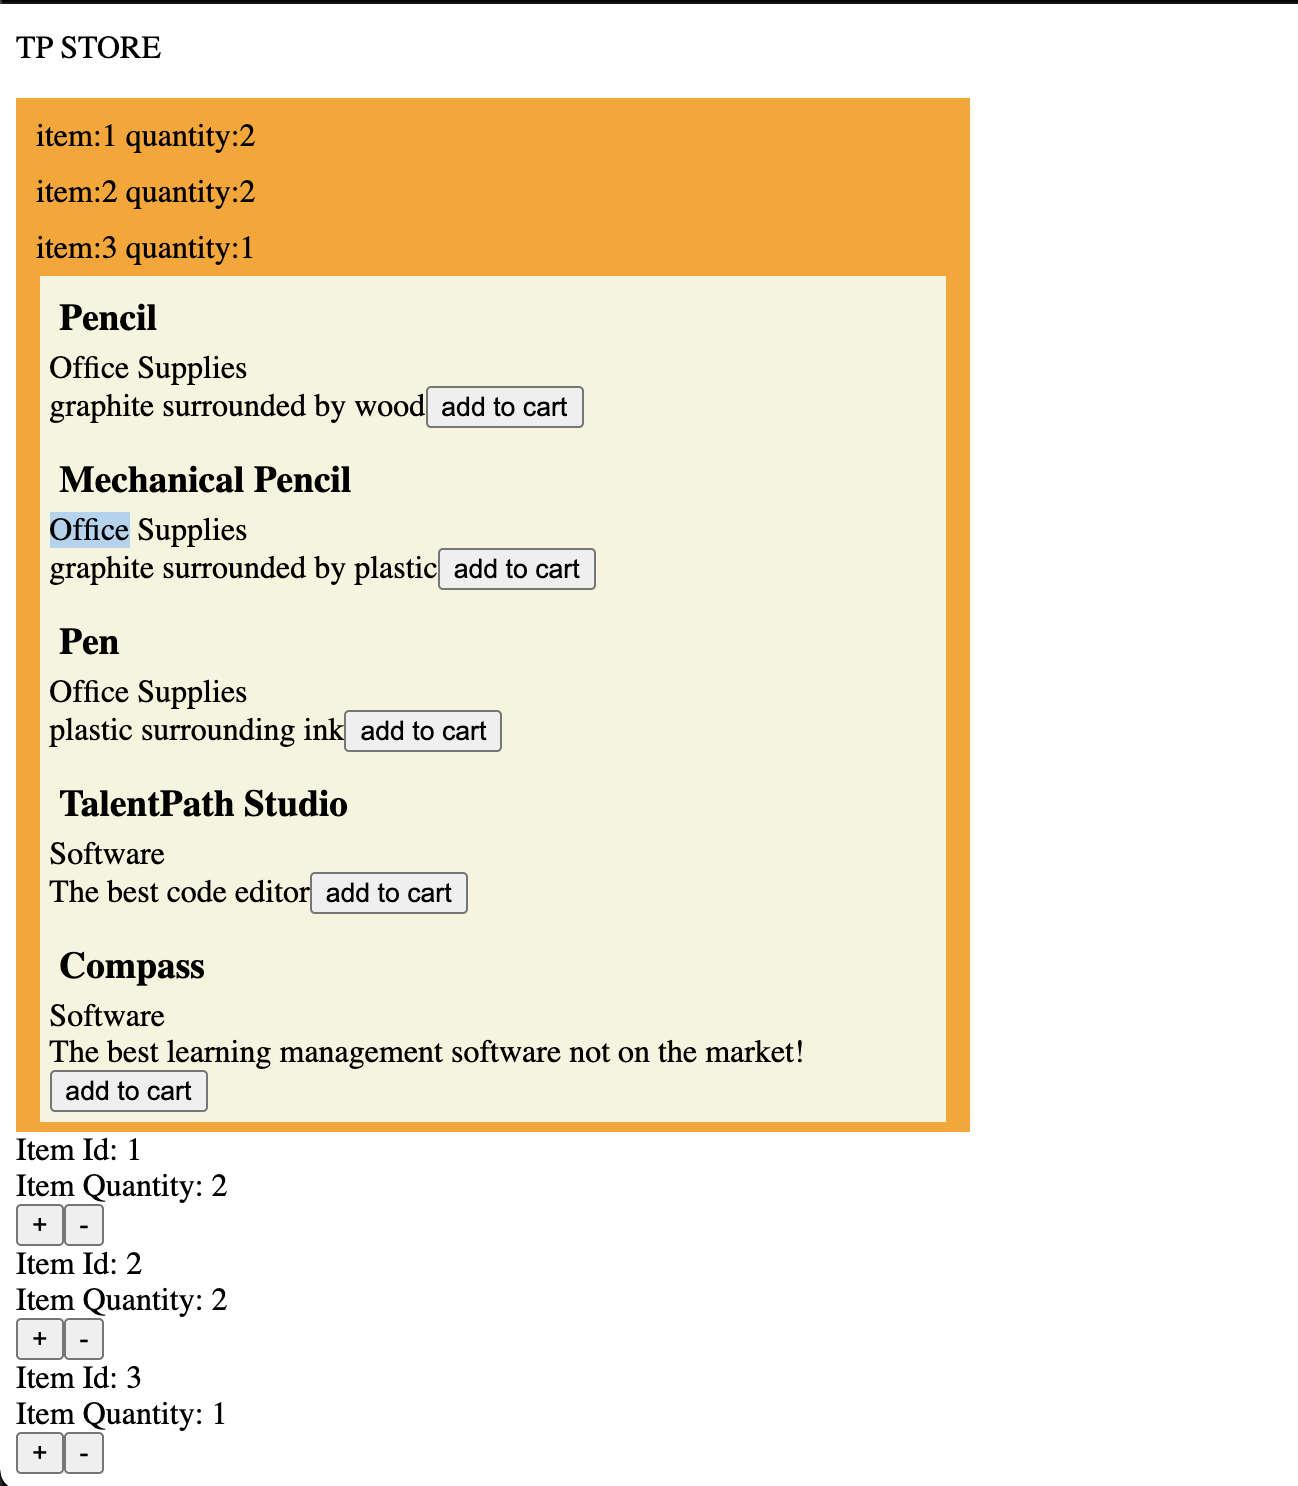 TP STORE
item:1 quantity:2
item:2 quantity:2
item:3 quantity:1
Pencil
Office Supplies
graphite surrounded by wood add to cart
Mechanical Pencil
Office Supplies
graphite surrounded by plastic add to cart
Pen
Office Supplies
plastic surrounding ink add to cart
TalentPath Studio
Software
The best code editor add to cart
Compass
Software
The best learning management software not on the market!
add to cart
Item Id: 1
Item Quantity: 2
+ -
Item Id: 2
Item Quantity: 2
+ -
Item Id: 3
Item Quantity: 1
+ -